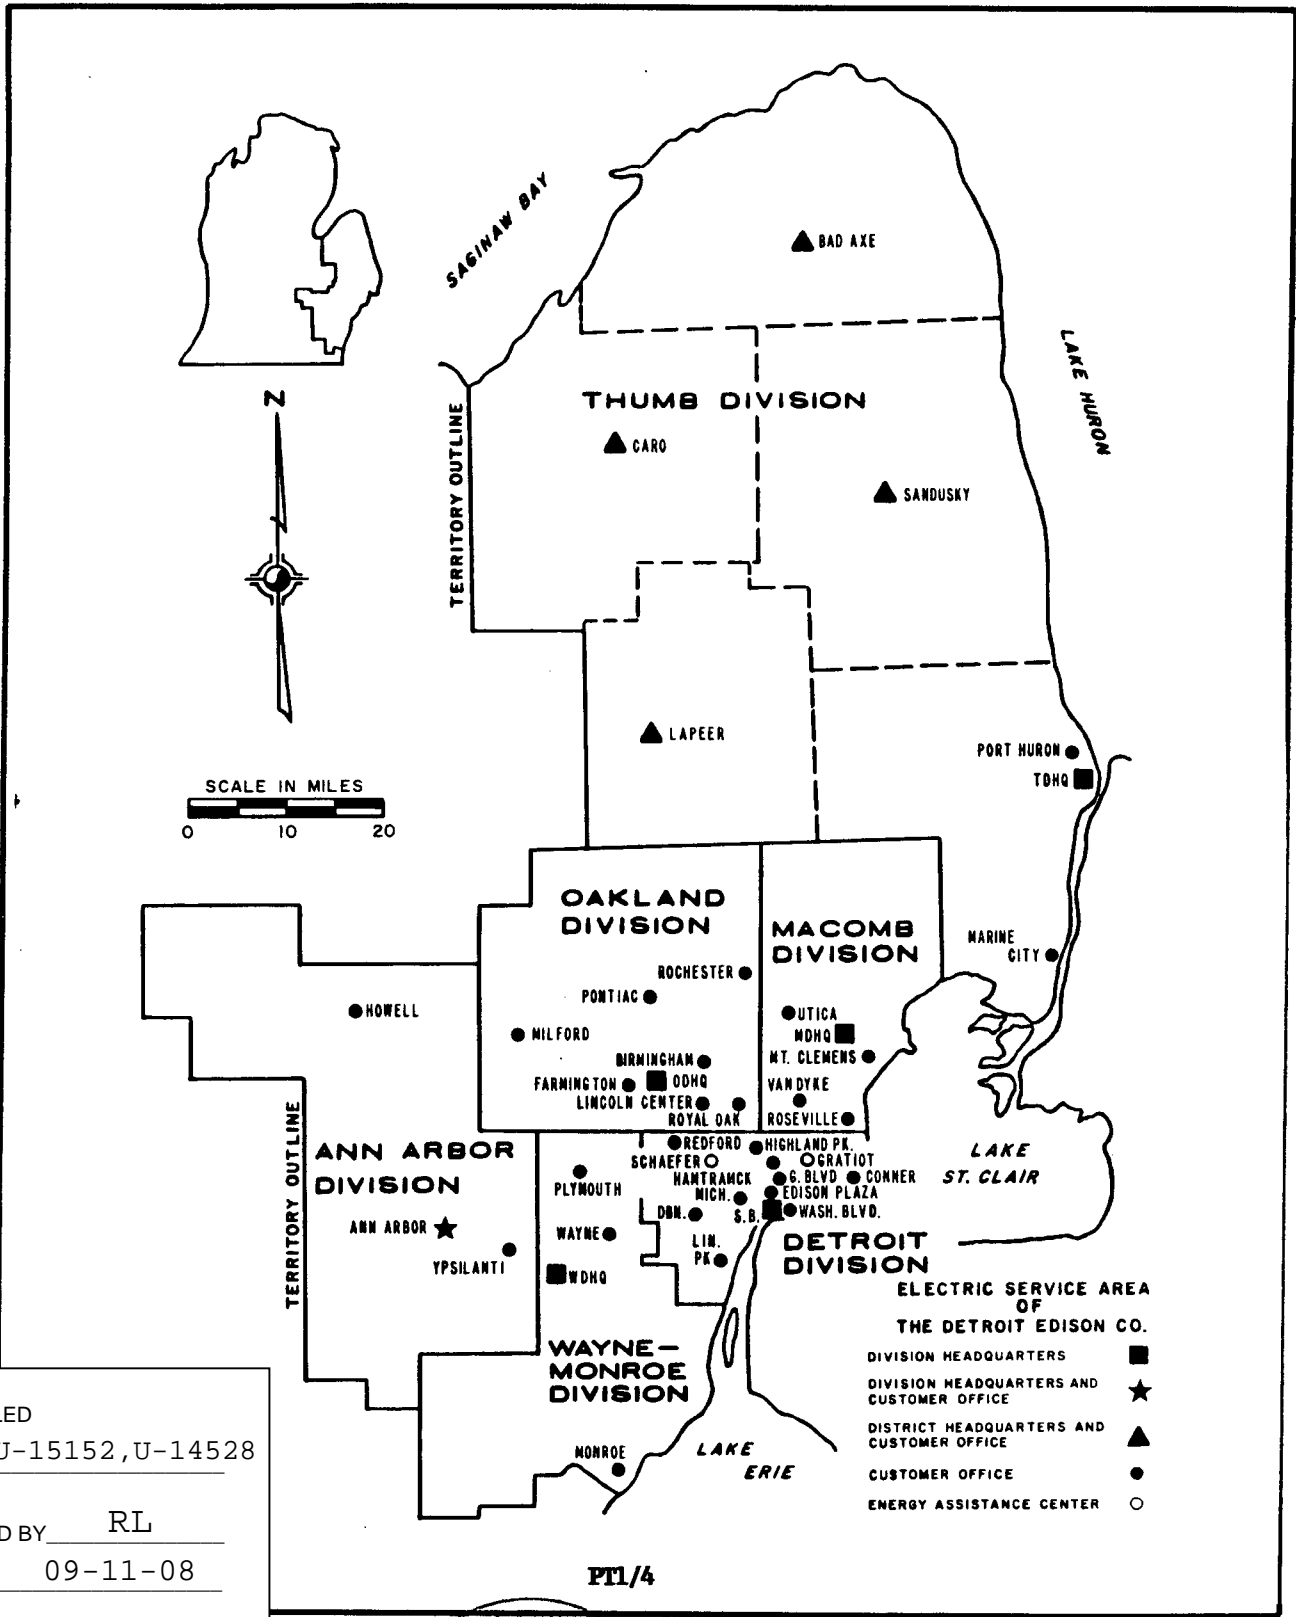 SAGINAW BAY
BAD AXE
LAKE HURON
N
TERRITORY OUTLINE
THUMB DIVISION
CARO
SANDUSKY
LAPEER
PORT HURON
TDHQ
SCALE IN MILES
0 10 20
OAKLAND
DIVISION
MACOMB
DIVISION
MARINE
CITY
ROCHESTER
PONTIAC
HOWELL
MILFORD
UTICA
MDHQ
MT. CLEMENS
BIRMINGHAM
FARMINGTON
ODHQ
LINCOLN CENTER
ROYAL OAK
VAN DYKE
ROSEVILLE
TERRITORY OUTLINE
ANN ARBOR
DIVISION
ANN ARBOR
YPSILANTI
REDFORD
HIGHLAND PK.
SCHAEFER
GRATIOT
HAMTRAMCK
G. BLVD
CONNER
PLYMOUTH
MICH.
EDISON PLAZA
DBN.
S.B.
WASH. BLVD.
WAYNE
LIN.
PK
WDHQ
LAKE
ST. CLAIR
DETROIT
DIVISION
WAYNE-
MONROE
DIVISION
MONROE
LAKE
ERIE
ELECTRIC SERVICE AREA
OF
THE DETROIT EDISON CO.
DIVISION HEADQUARTERS
DIVISION HEADQUARTERS AND
CUSTOMER OFFICE
DISTRICT HEADQUARTERS AND
CUSTOMER OFFICE
CUSTOMER OFFICE
ENERGY ASSISTANCE CENTER
LED
U-15152,U-14528
D BY RL
09-11-08
PT1/4